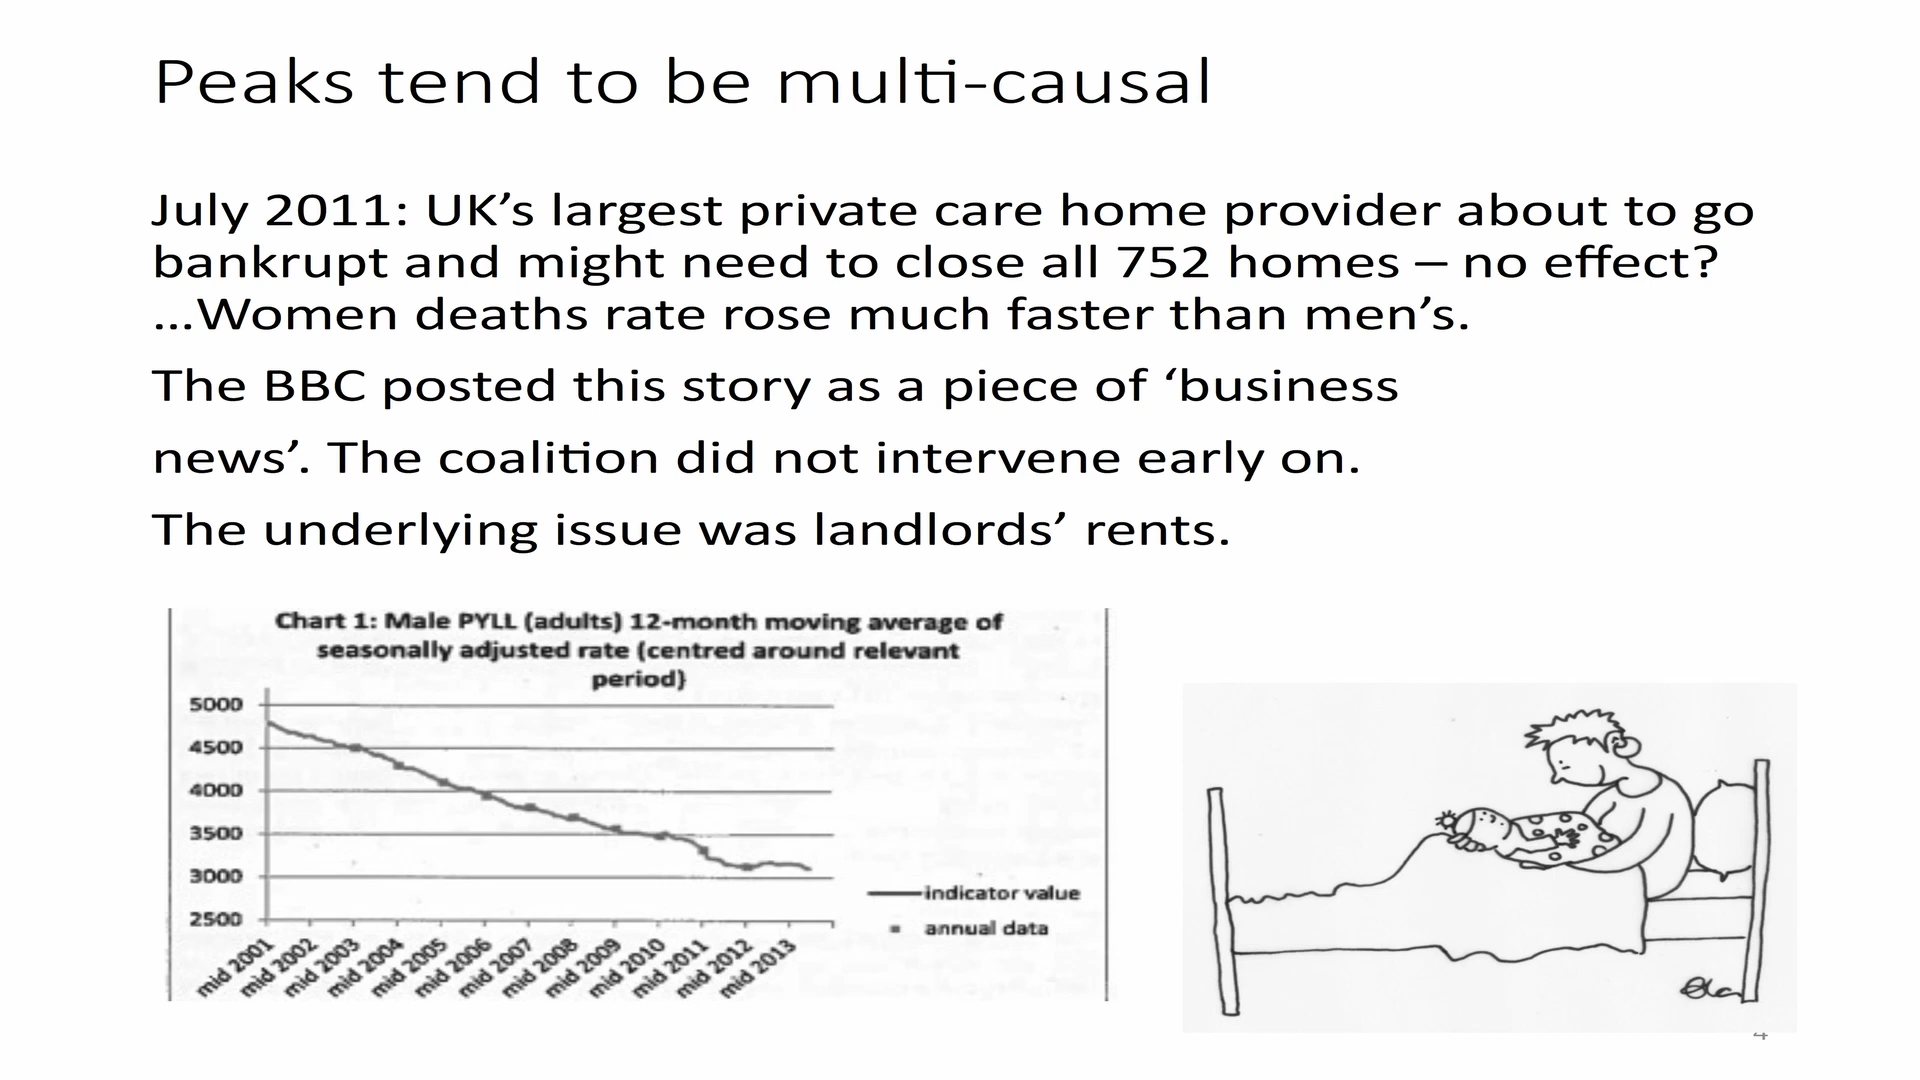 Peaks tend to be multi-causal
July 2011: UK’s largest private care home provider about to go
bankrupt and might need to close all 752 homes – no effect?
…Women deaths rate rose much faster than men’s.
The BBC posted this story as a piece of ‘business
news’. The coalition did not intervene early on.
The underlying issue was landlords’ rents.
Chart 1: Male PYLL (adults) 12-month moving average of
seasonally adjusted rate (centred around relevant
period)
5000
4500
4000
3500
3000
2500
indicator value
annual data
mid 2001
mid 2002
mid 2003
mid 2004
mid 2005
mid 2006
mid 2007
mid 2008
mid 2009
mid 2010
mid 2011
mid 2012
mid 2013
4